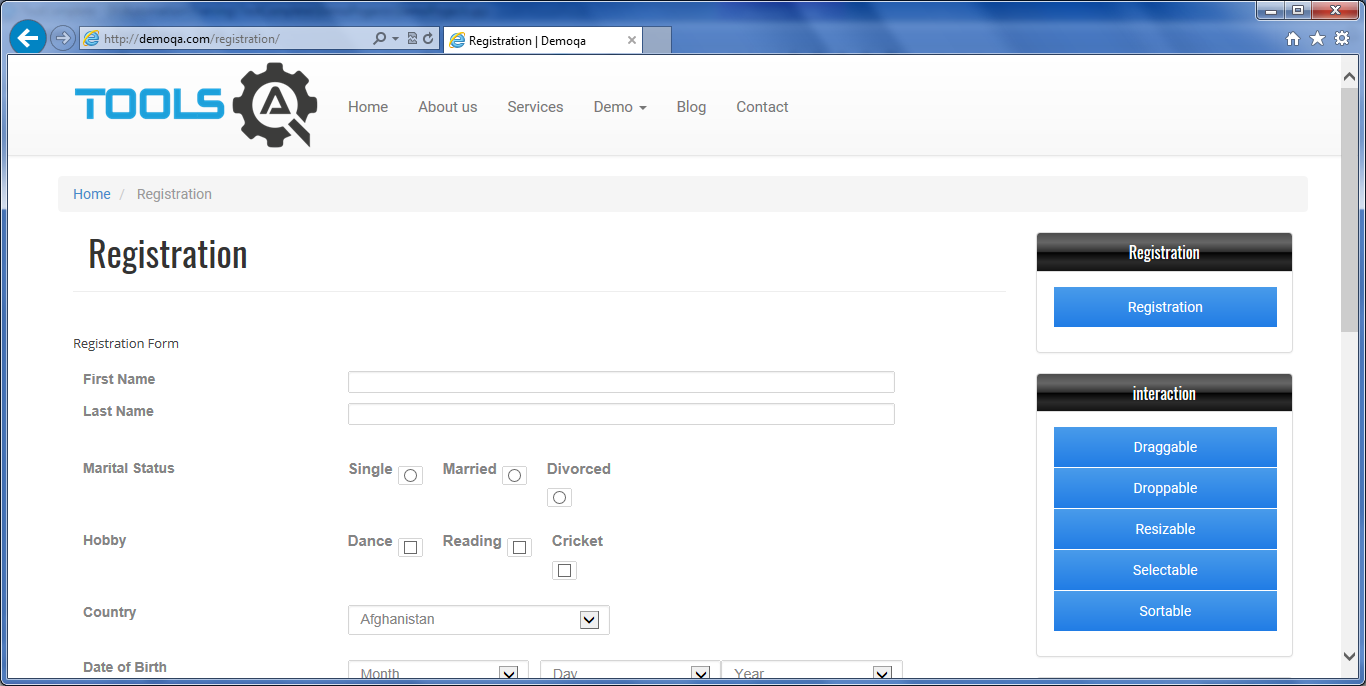 http://demoqa.com/registration/
Registration | Demoqa
TOOLS QA
Home About us Services Demo Blog Contact
Home / Registration
Registration
Registration Form
First Name
Last Name
Marital Status Single Married Divorced
Hobby Dance Reading Cricket
Country Afghanistan
Date of Birth Month Day Year
Registration
Registration
interaction
Draggable
Droppable
Resizable
Selectable
Sortable